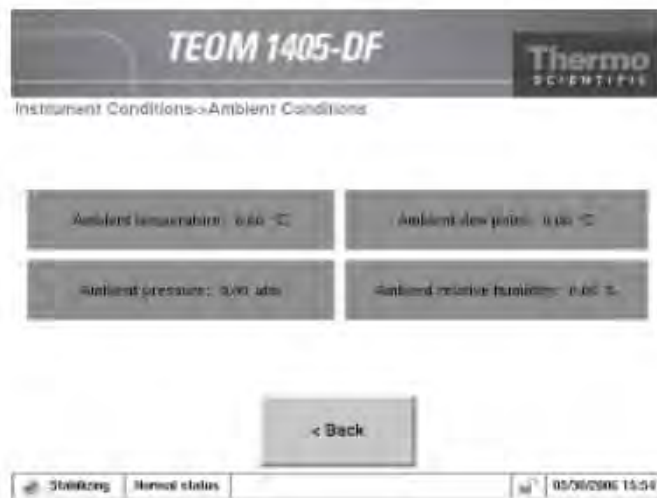 TEOM 1405-DF
Thermo
SCIENTIFIC
Instrument Conditions->Ambient Conditions
Ambient temperature: 0.00 °C
Ambient dew point: 0.00 °C
Ambient pressure: 0.00 atm
Ambient relative humidity: 0.00 %
< Back
Stabilizing
Normal status
05/30/2006 15:54